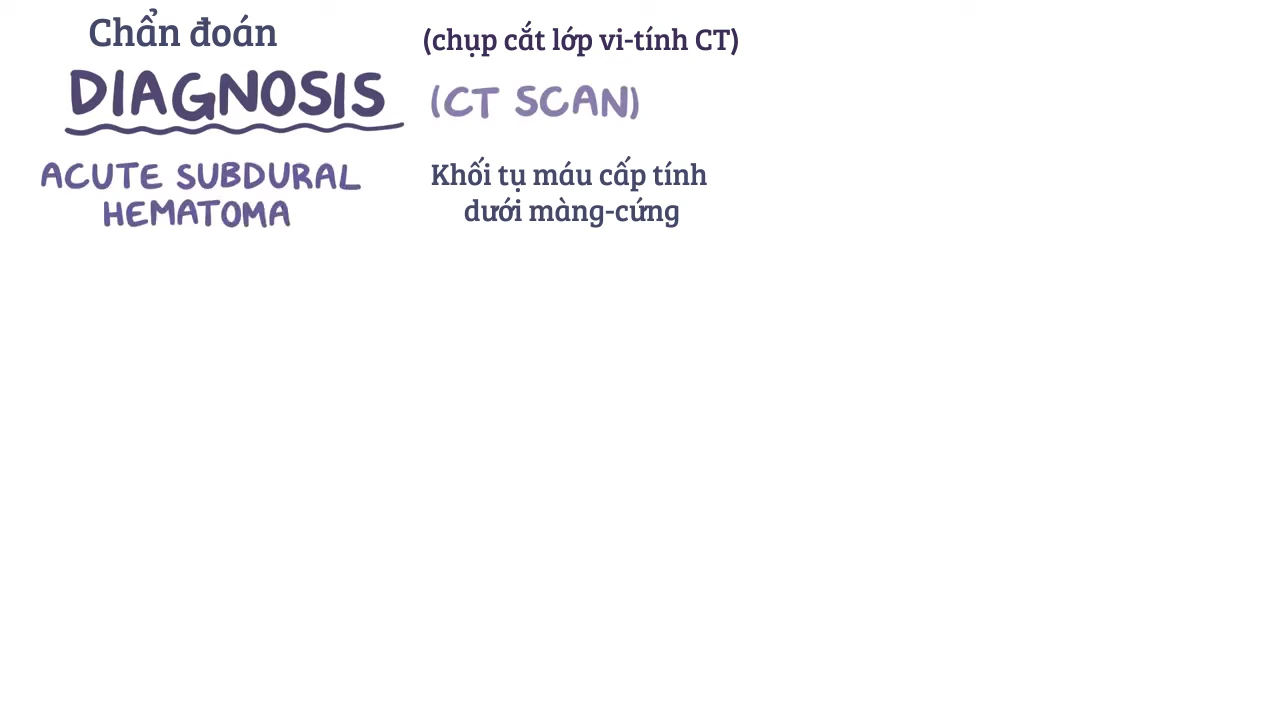 Chẩn đoán
(chụp cắt lớp vi-tính CT)
DIAGNOSIS
(CT SCAN)
ACUTE SUBDURAL
HEMATOMA
Khối tụ máu cấp tính
dưới màng-cứng